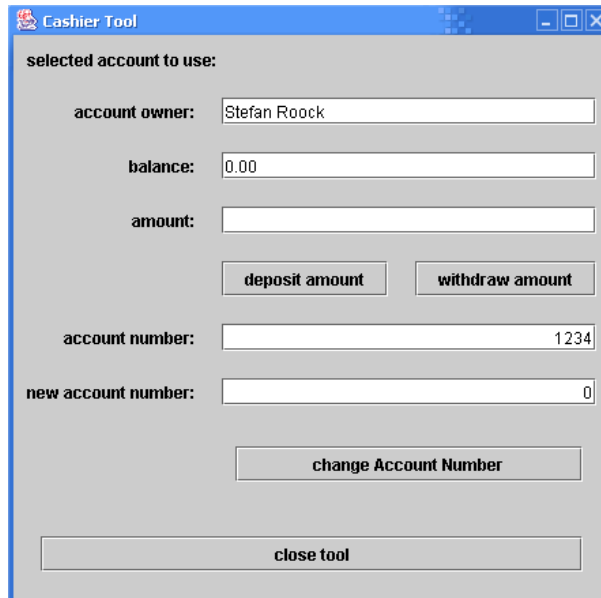 Cashier Tool
selected account to use:
account owner: Stefan Roock
balance: 0.00
amount:
deposit amount withdraw amount
account number: 1234
new account number: 0
change Account Number
close tool